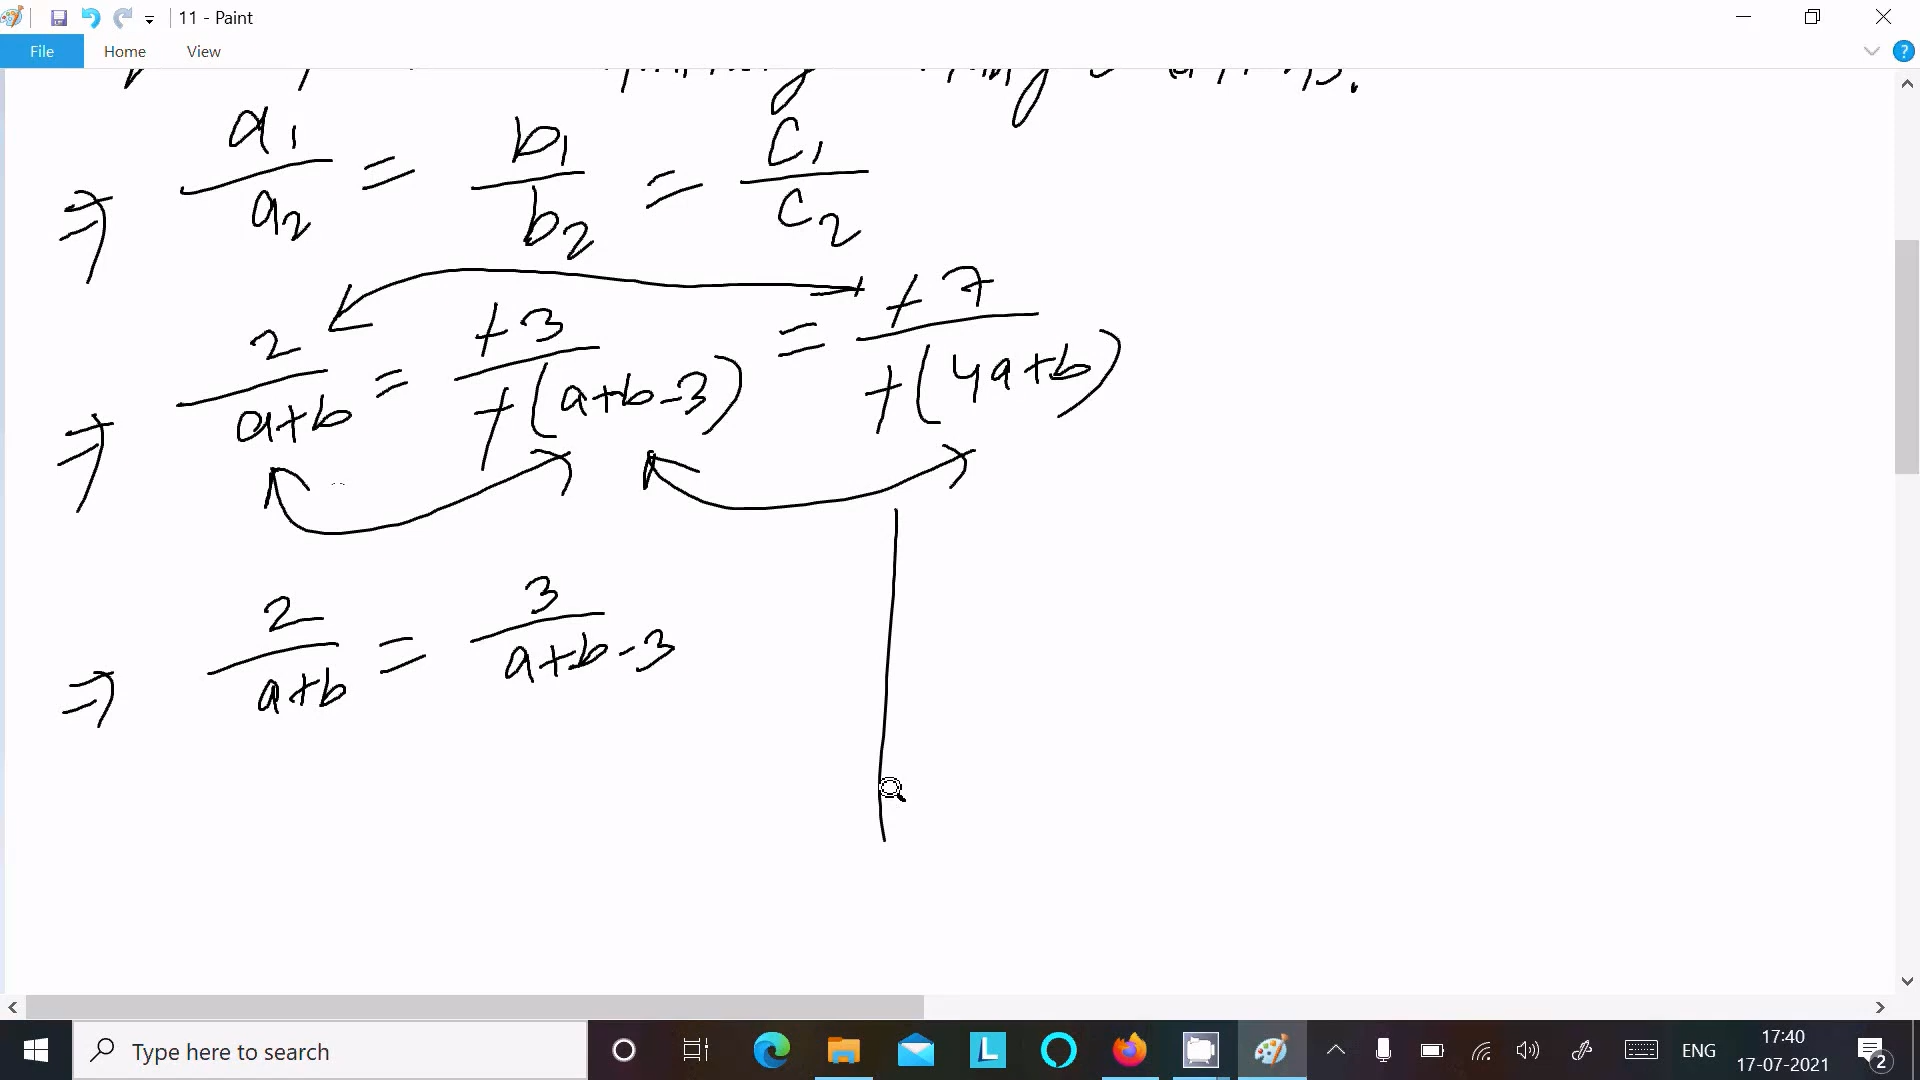 11 - Paint
File Home View
⇒ a1/a2 = b1/b2 = c1/c2
⇒ 2/(a+b) = +3/+(a+b-3) = +7/+(4a+b)
⇒ 2/(a+b) = 3/(a+b-3)
Type here to search
ENG
17:40
17-07-2021
2